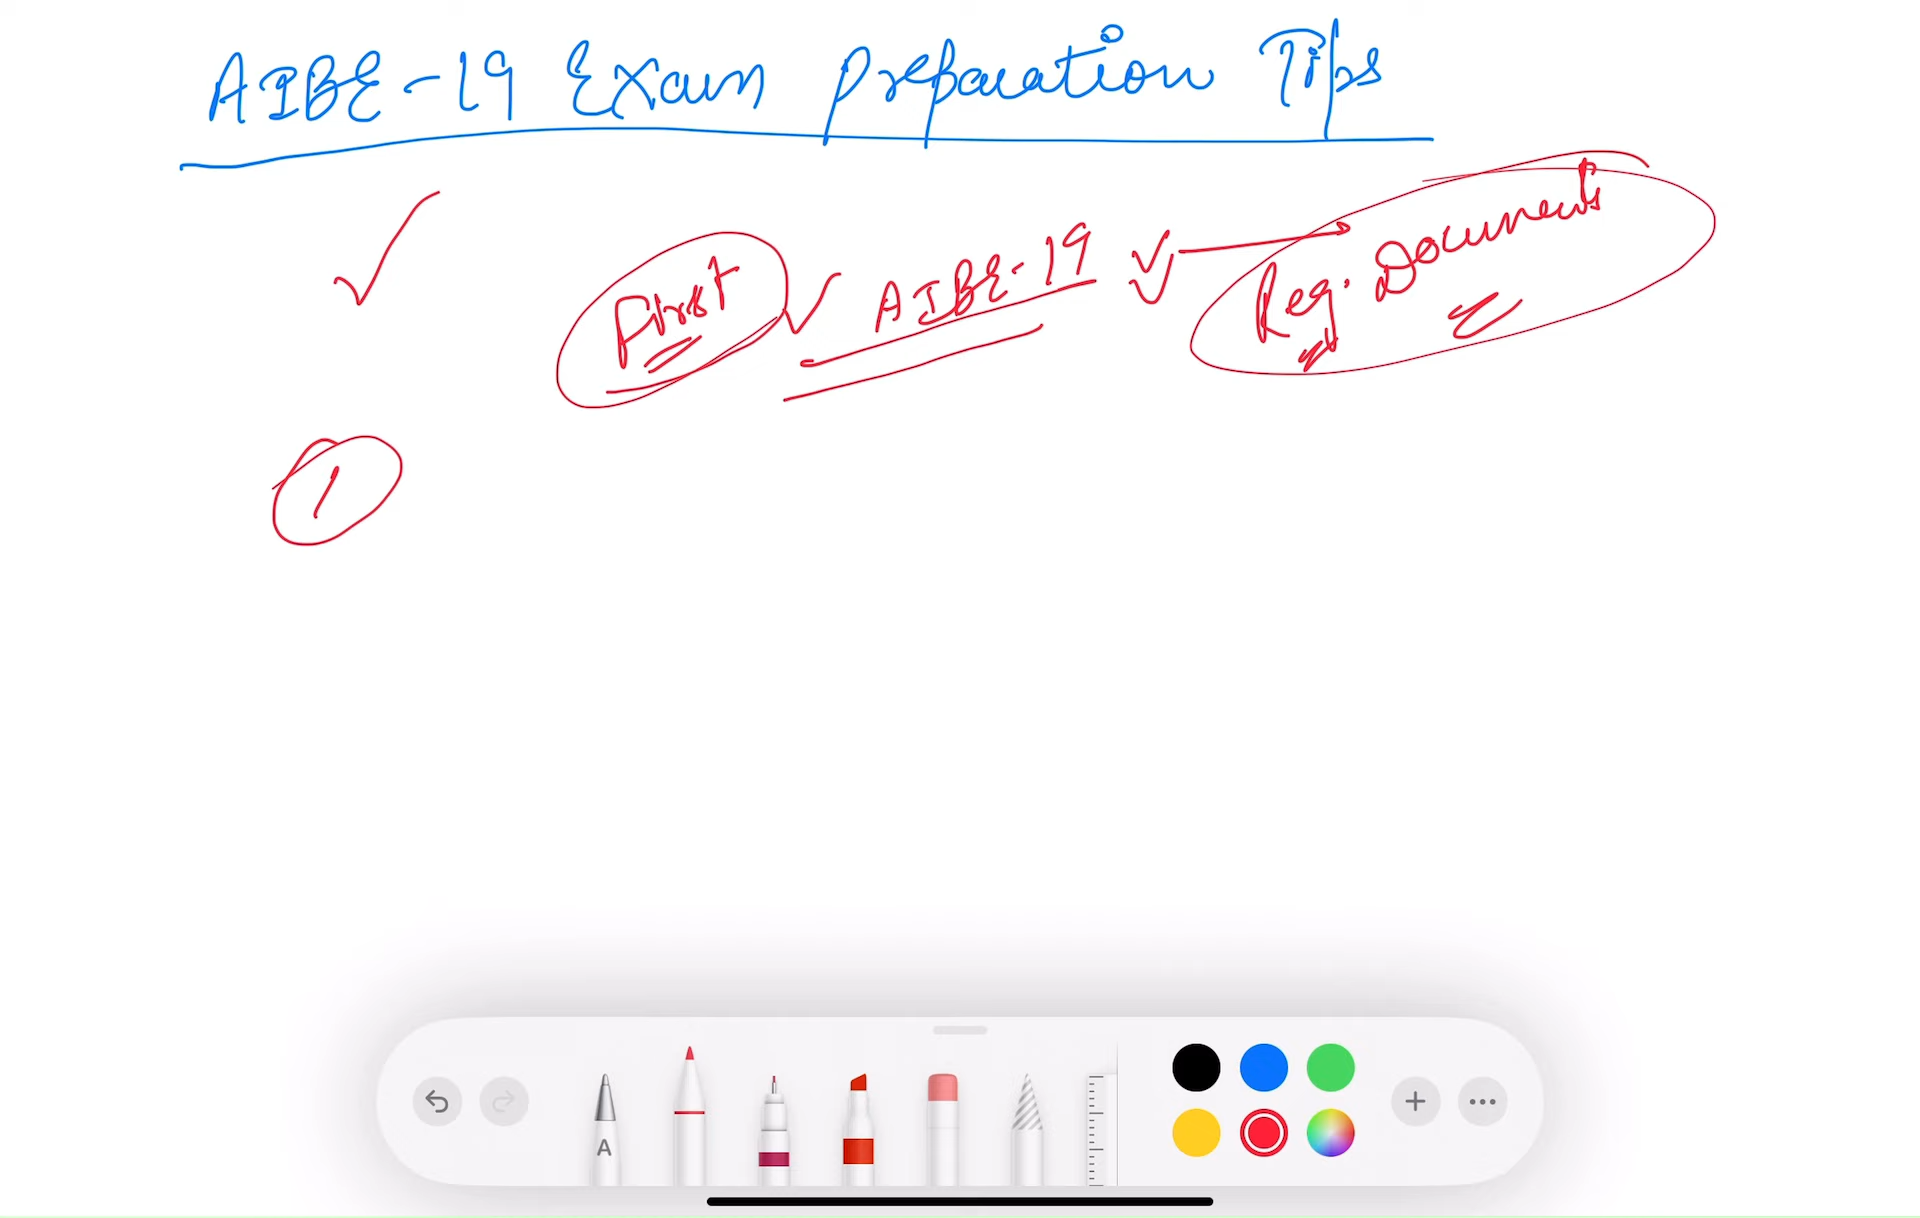 AIBE-19 Exam Preparation Tips
First AIBE-19 Reg. Documents
1
A